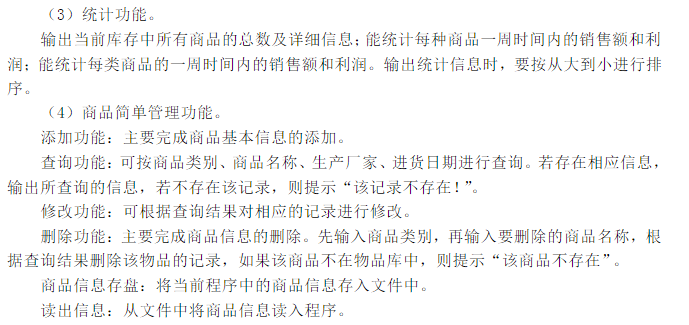 （3）统计功能。
输出当前库存中所有商品的总数及详细信息；能统计每种商品一周时间内的销售额和利
润；能统计每类商品的一周时间内的销售额和利润。输出统计信息时，要按从大到小进行排
序。
（4）商品简单管理功能。
添加功能：主要完成商品基本信息的添加。
查询功能：可按商品类别、商品名称、生产厂家、进货日期进行查询。若存在相应信息，
输出所查询的信息，若不存在该记录，则提示“该记录不存在！”。
修改功能：可根据查询结果对相应的记录进行修改。
删除功能：主要完成商品信息的删除。先输入商品类别，再输入要删除的商品名称，根
据查询结果删除该物品的记录，如果该商品不在物品库中，则提示“该商品不存在”。
商品信息存盘：将当前程序中的商品信息存入文件中。
读出信息：从文件中将商品信息读入程序。